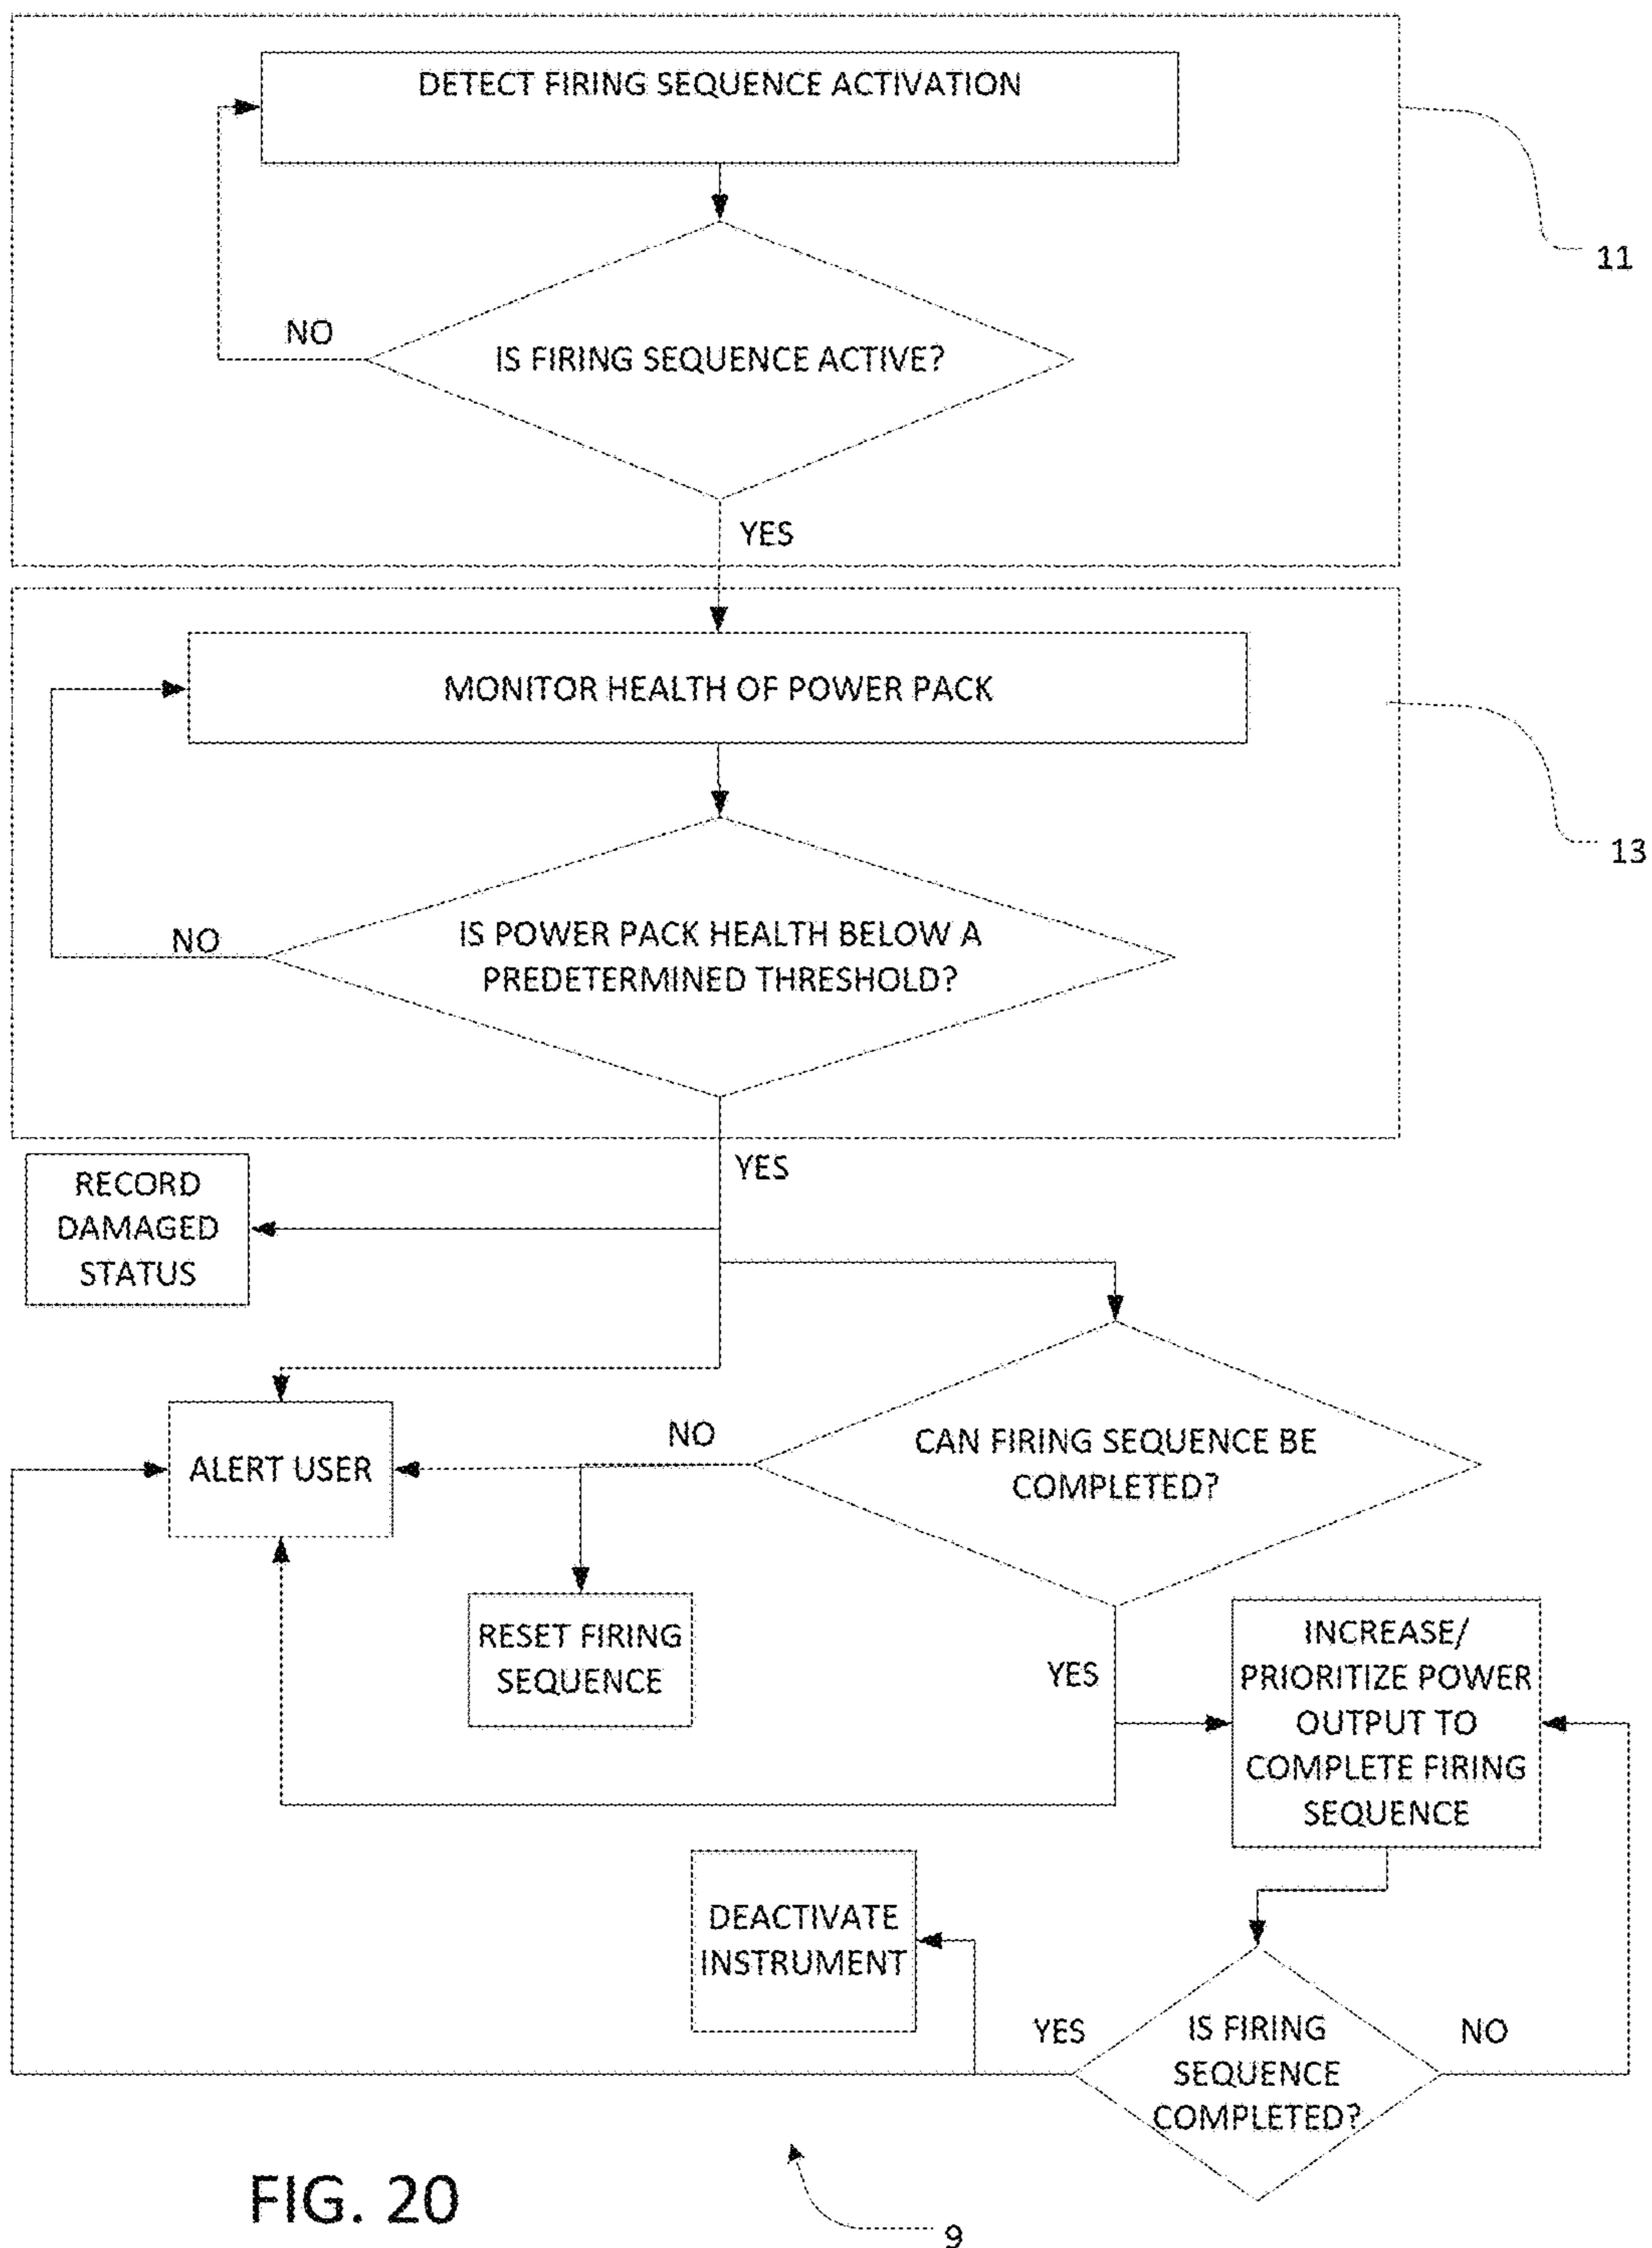 DETECT FIRING SEQUENCE ACTIVATION
11
NO
IS FIRING SEQUENCE ACTIVE?
YES
MONITOR HEALTH OF POWER PACK
13
NO
IS POWER PACK HEALTH BELOW A
PREDETERMINED THRESHOLD?
YES
RECORD
DAMAGED
STATUS
ALERT USER
NO
CAN FIRING SEQUENCE BE
COMPLETED?
RESET FIRING
SEQUENCE
YES
INCREASE/
PRIORITIZE POWER
OUTPUT TO
COMPLETE FIRING
SEQUENCE
DEACTIVATE
INSTRUMENT
YES
IS FIRING
SEQUENCE
COMPLETED?
NO
FIG. 20
9